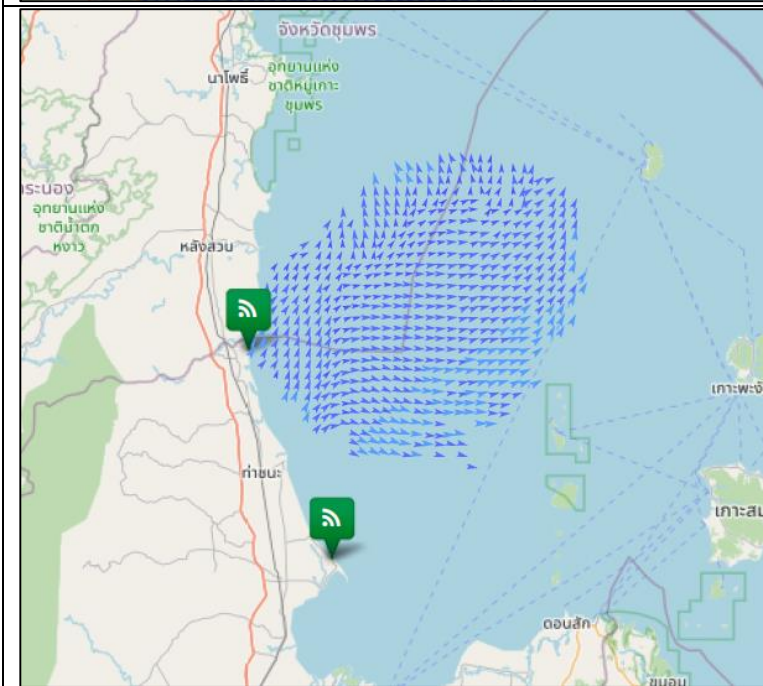 จังหวัดชุมพร
นาโพธิ์
อุทยานแห่ง
ชาติหมู่เกาะ
ชุมพร
ระนอง
อุทยานแห่ง
ชาติน้ำตก
หงาว
หลังสวน
เกาะพะงั
ท่าชนะ
เกาะสม
ดอนสัก
ขนอม